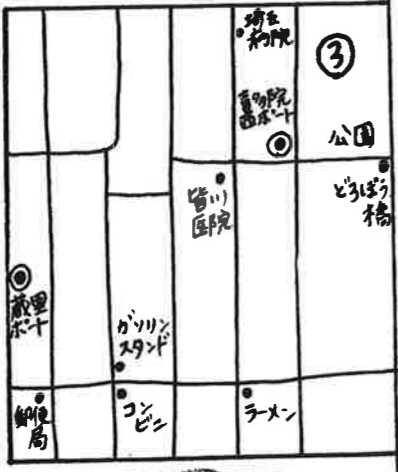 埼玉
病院
③
喜多院
西ポート
公園
どろぼう
橋
皆川
医院
蔵里
ポート
ガソリン
スタンド
郵便
局
コン
ビニ
ラーメン